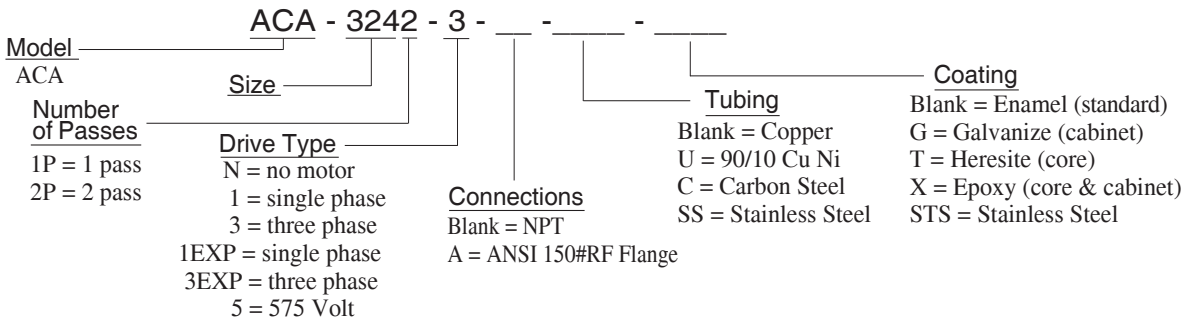 ACA - 3242 - 3 - __ -____ - ____
Model
ACA
Size
Number
of Passes
1P = 1 pass
2P = 2 pass
Drive Type
N = no motor
1 = single phase
3 = three phase
1EXP = single phase
3EXP = three phase
5 = 575 Volt
Connections
Blank = NPT
A = ANSI 150#RF Flange
Tubing
Blank = Copper
U = 90/10 Cu Ni
C = Carbon Steel
SS = Stainless Steel
Coating
Blank = Enamel (standard)
G = Galvanize (cabinet)
T = Heresite (core)
X = Epoxy (core & cabinet)
STS = Stainless Steel